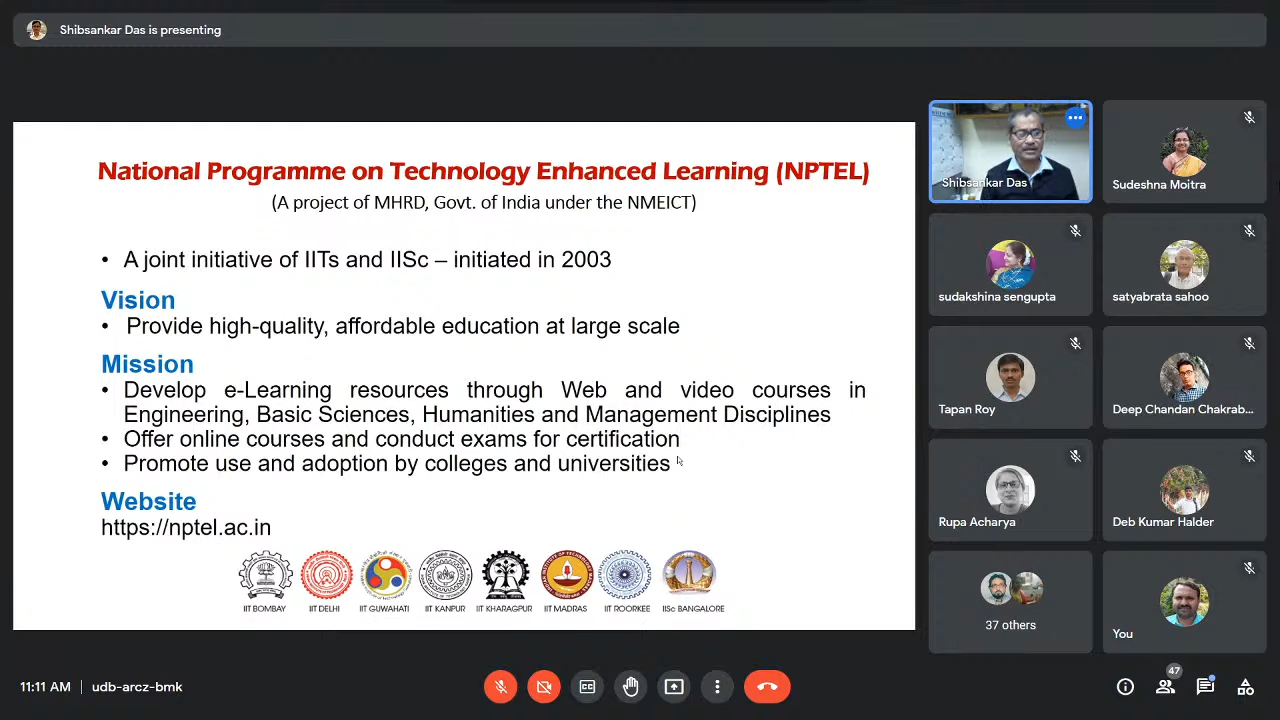 Shibsankar Das is presenting
National Programme on Technology Enhanced Learning (NPTEL)
(A project of MHRD, Govt. of India under the NMEICT)
• A joint initiative of IITs and IISc – initiated in 2003
Vision
• Provide high-quality, affordable education at large scale
Mission
• Develop e-Learning resources through Web and video courses in
Engineering, Basic Sciences, Humanities and Management Disciplines
• Offer online courses and conduct exams for certification
• Promote use and adoption by colleges and universities
Website
https://nptel.ac.in
IIT BOMBAY IIT DELHI IIT GUWAHATI IIT KANPUR IIT KHARAGPUR IIT MADRAS IIT ROORKEE IISc BANGALORE
Shibsankar Das
Sudeshna Moitra
sudakshina sengupta
satyabrata sahoo
Tapan Roy
Deep Chandan Chakrab...
Rupa Acharya
Deb Kumar Halder
37 others
You
11:11 AM | udb-arcz-bmk
CC
47